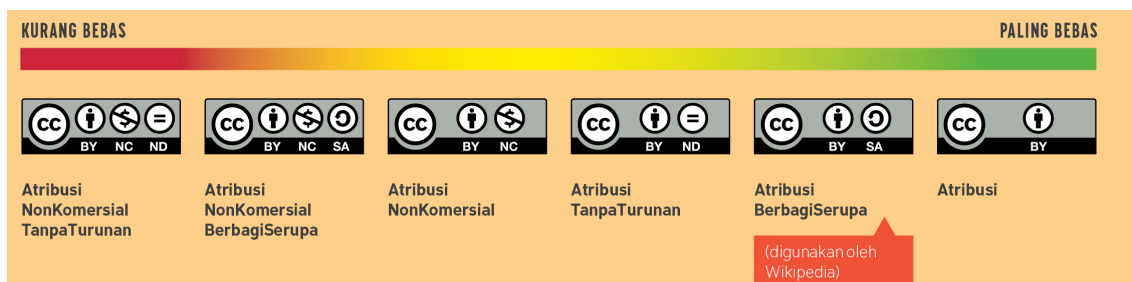 KURANG BEBAS
PALING BEBAS
cc BY NC ND
cc BY NC SA
cc BY NC
cc BY ND
cc BY SA
cc BY
Atribusi
NonKomersial
TanpaTurunan
Atribusi
NonKomersial
BerbagiSerupa
Atribusi
NonKomersial
Atribusi
TanpaTurunan
Atribusi
BerbagiSerupa
(digunakan oleh
Wikipedia)
Atribusi